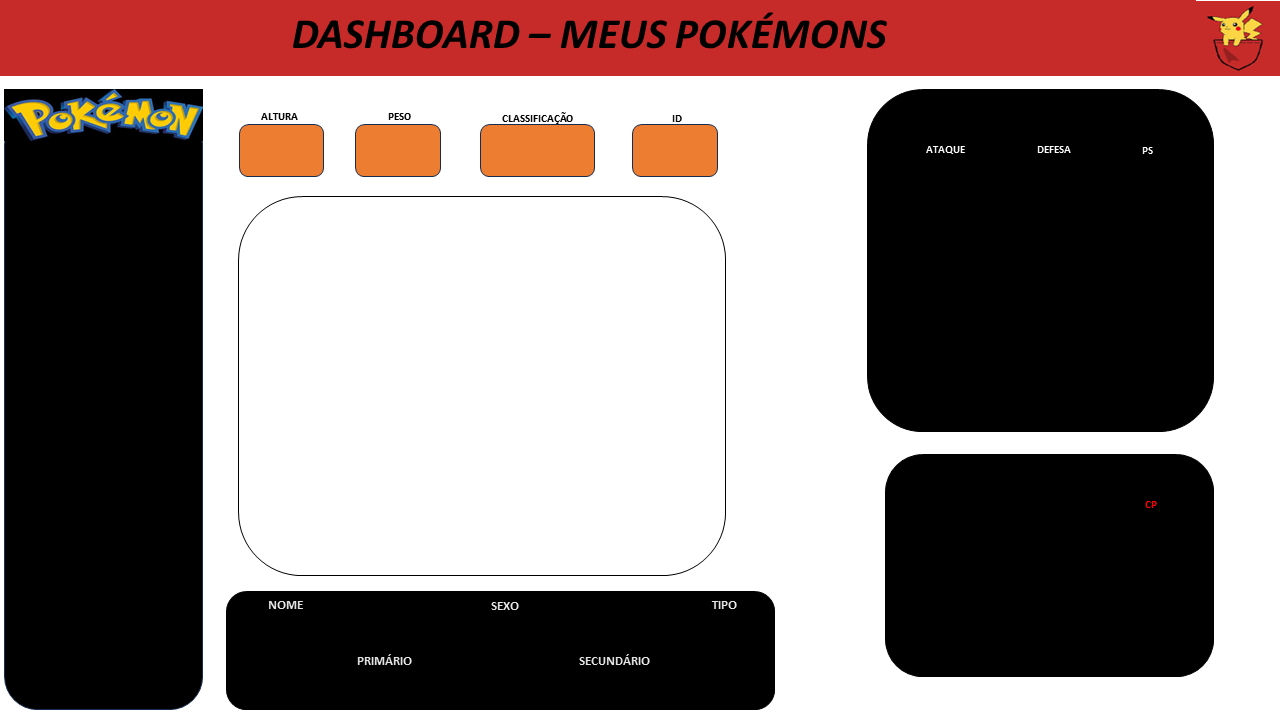 DASHBOARD – MEUS POKÉMONS
POKÉMON
ALTURA
PESO
CLASSIFICAÇÃO
ID
ATAQUE
DEFESA
PS
CP
NOME
SEXO
TIPO
PRIMÁRIO
SECUNDÁRIO